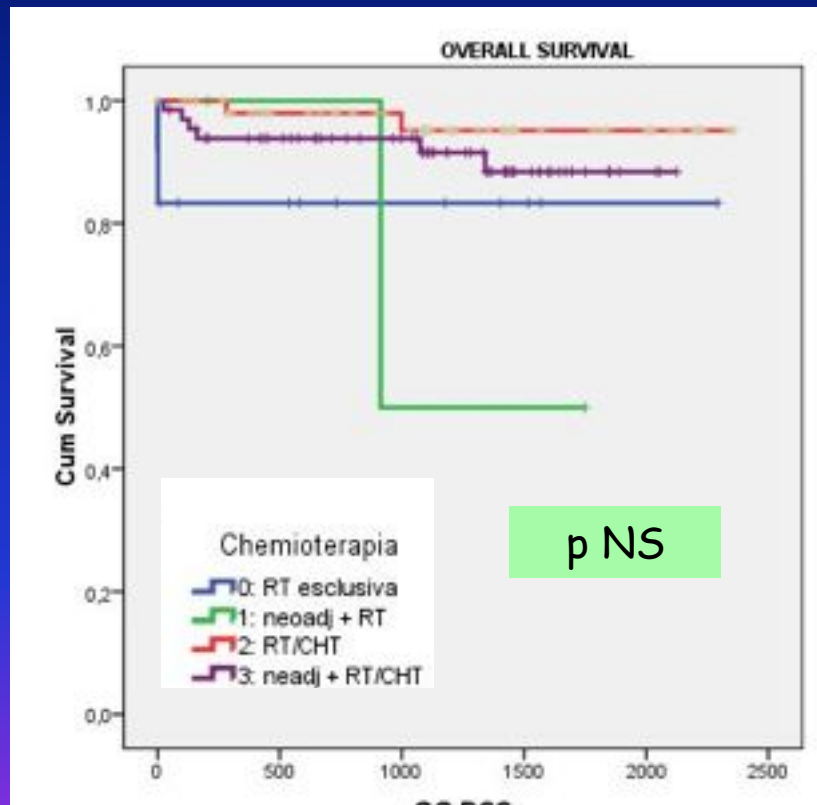 OVERALL SURVIVAL
Cum Survival
1,0
0,8
0,6
0,4
0,2
0,0
Chemioterapia
0: RT esclusiva
1: neoadj + RT
2: RT/CHT
3: neadj + RT/CHT
p NS
0 500 1000 1500 2000 2500